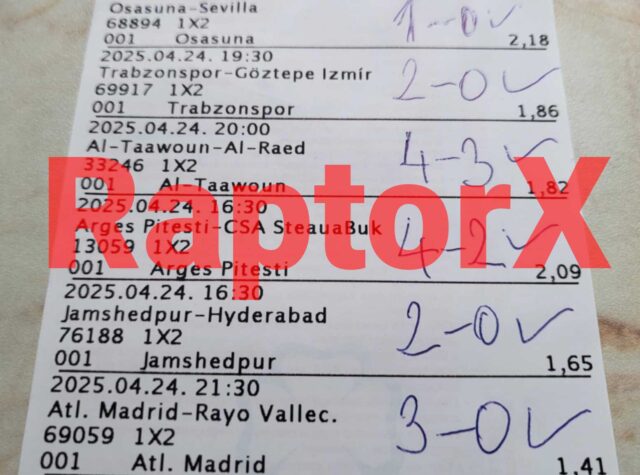 Osasuna-Sevilla
68894 1X2
1-0 ✓
001 Osasuna 2,18
2025.04.24. 19:30
Trabzonspor-Göztepe Izmír
69917 1X2
2-0 ✓
001 Trabzonspor 1,86
2025.04.24. 20:00
Al-Taawoun-Al-Raed
33246 1X2
4-3 ✓
001 Al-Taawoun 1,82
RaptorX
2025.04.24. 16:30
Arges Pitesti-CSA SteauaBuk
13059 1X2
4-2 ✓
001 Arges Pitesti 2,09
2025.04.24. 16:30
Jamshedpur-Hyderabad
76188 1X2
2-0 ✓
001 Jamshedpur 1,65
2025.04.24. 21:30
Atl. Madrid-Rayo Vallec.
69059 1X2
3-0 ✓
001 Atl. Madrid 1,41